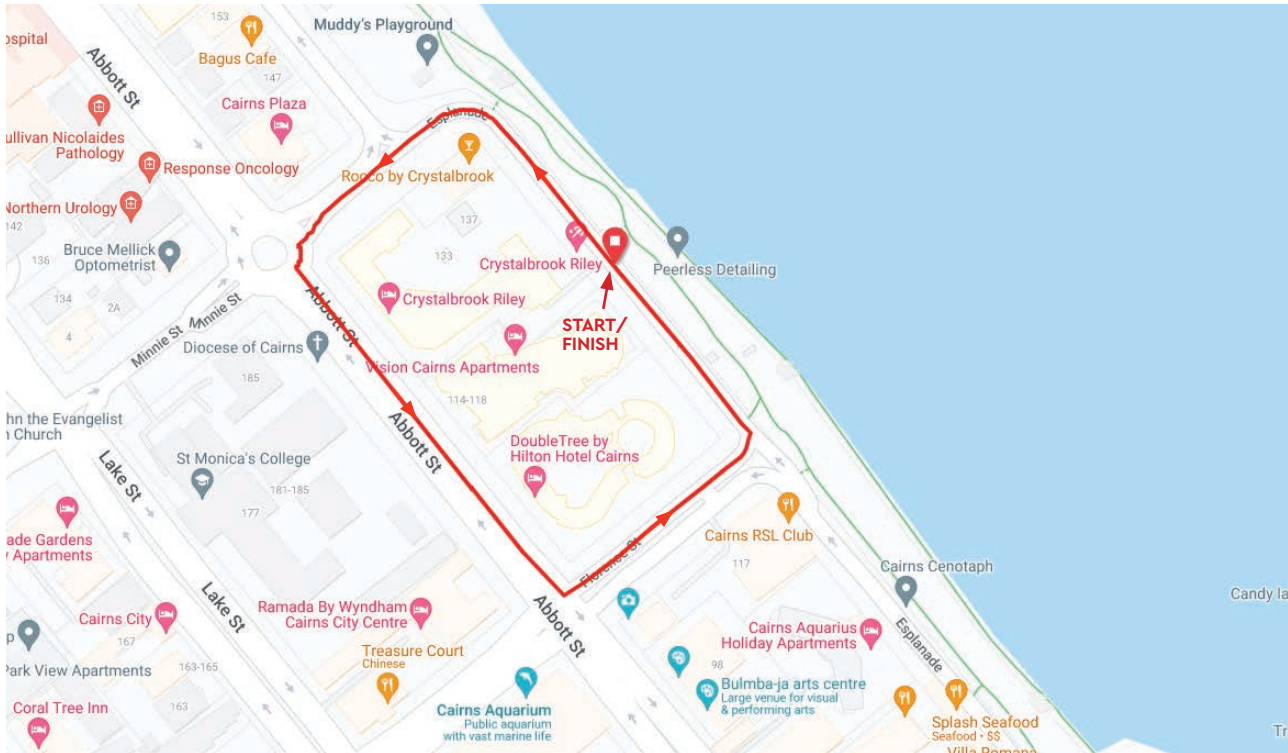 153
Muddy's Playground
ospital
Abbott St
Bagus Cafe
147
Cairns Plaza
Esplanade
ullivan Nicolaides
Pathology
Response Oncology
Rocco by Crystalbrook
Northern Urology
142
137
Bruce Mellick
Optometrist
136
133
Crystalbrook Riley
Peerless Detailing
134
2A
Crystalbrook Riley
START/
FINISH
4
Minnie St
Minnie St
Abbott St
Diocese of Cairns
Vision Cairns Apartments
185
114-118
hn the Evangelist
n Church
Abbott St
DoubleTree by
Hilton Hotel Cairns
Lake St
St Monica's College
181-185
177
ade Gardens
y Apartments
Cairns RSL Club
Florence St
117
Cairns Cenotaph
Candy la
Lake St
Ramada By Wyndham
Cairns City Centre
Abbott St
Cairns City
167
Cairns Aquarius
Holiday Apartments
Esplanade
p
Park View Apartments
163-165
Treasure Court
Chinese
98
Bulmba-ja arts centre
Large venue for visual
& performing arts
163
Coral Tree Inn
Cairns Aquarium
Public aquarium
with vast marine life
Splash Seafood
Seafood • $$
Villa Romana
Tr